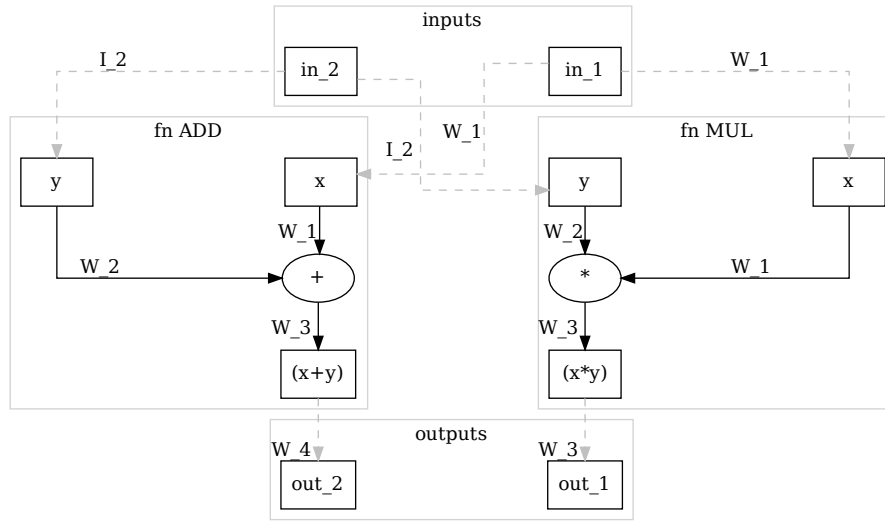 inputs
I_2
in_2
in_1
W_1
W_1
I_2
fn ADD
fn MUL
y
x
y
x
W_1
W_2
W_2
W_1
+
*
W_3
W_3
(x+y)
(x*y)
outputs
W_4
W_3
out_2
out_1